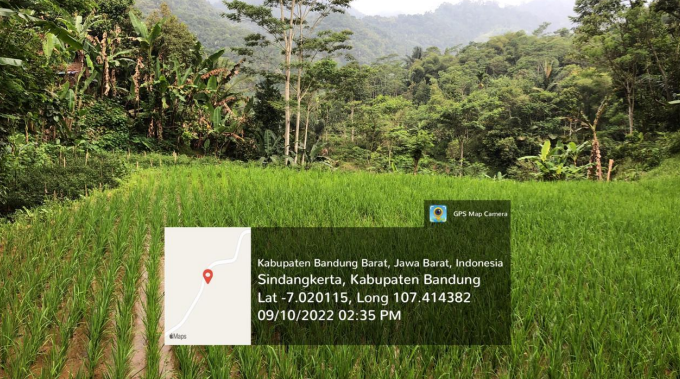 GPS Map Camera
Kabupaten Bandung Barat, Jawa Barat, Indonesia
Sindangkerta, Kabupaten Bandung
Lat -7.020115, Long 107.414382
09/10/2022 02:35 PM
Maps